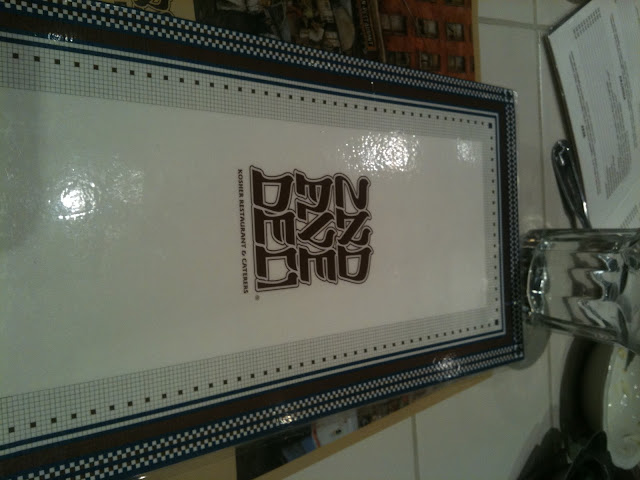 2ND
AVE
DELI
KOSHER RESTAURANT & CATERERS ®